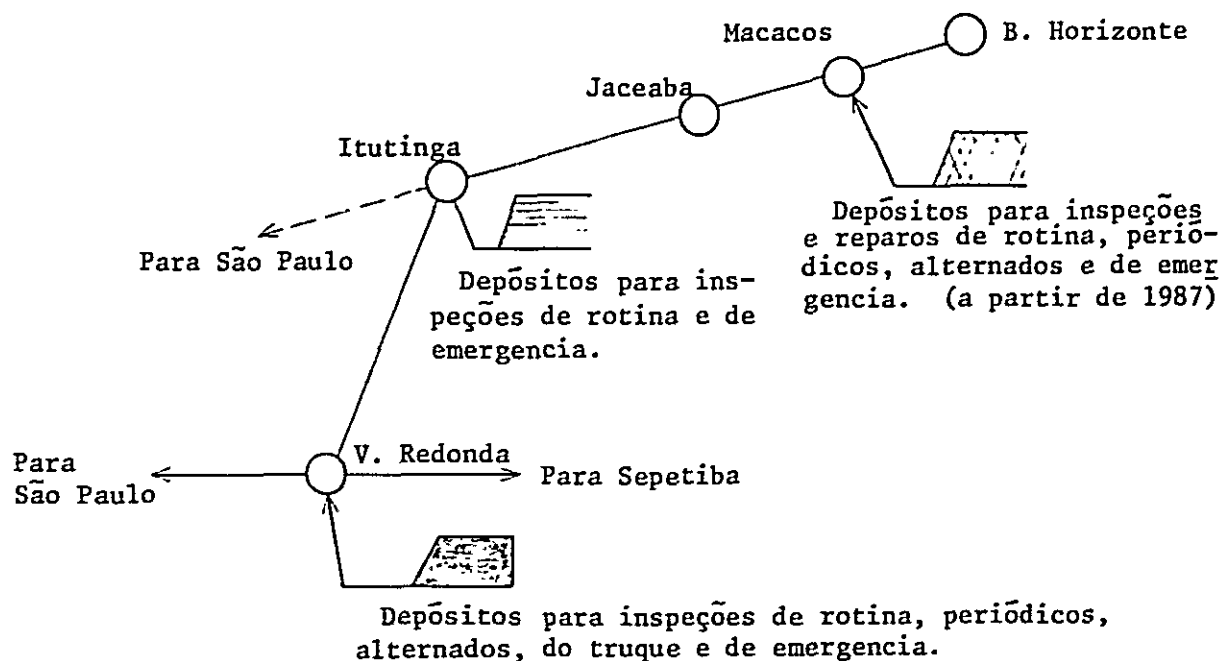 Macacos
B. Horizonte
Jaceaba
Itutinga
Para São Paulo
Depósitos para inspeções
e reparos de rotina, perió-
dicos, alternados e de emer
gencia. (a partir de 1987)
Depósitos para ins-
peções de rotina e de
emergencia.
V. Redonda
Para
São Paulo
Para Sepetiba
Depósitos para inspeções de rotina, periódicos,
alternados, do truque e de emergencia.